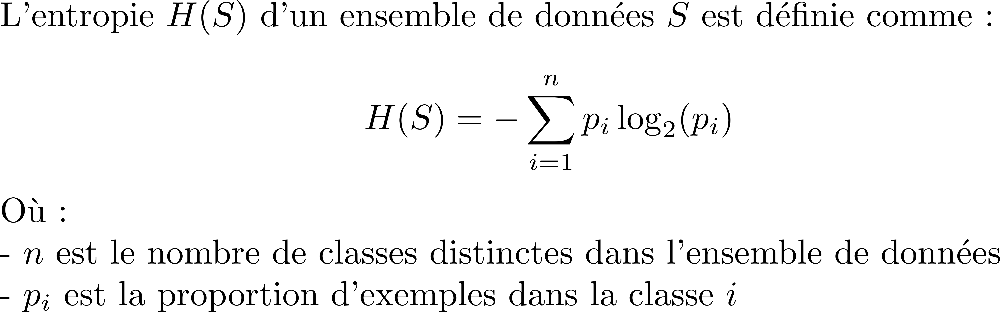 L'entropie H(S) d'un ensemble de données S est définie comme :
H(S) = − ∑_{i=1}^{n} p_i log_2(p_i)
Où :
- n est le nombre de classes distinctes dans l'ensemble de données
- p_i est la proportion d'exemples dans la classe i